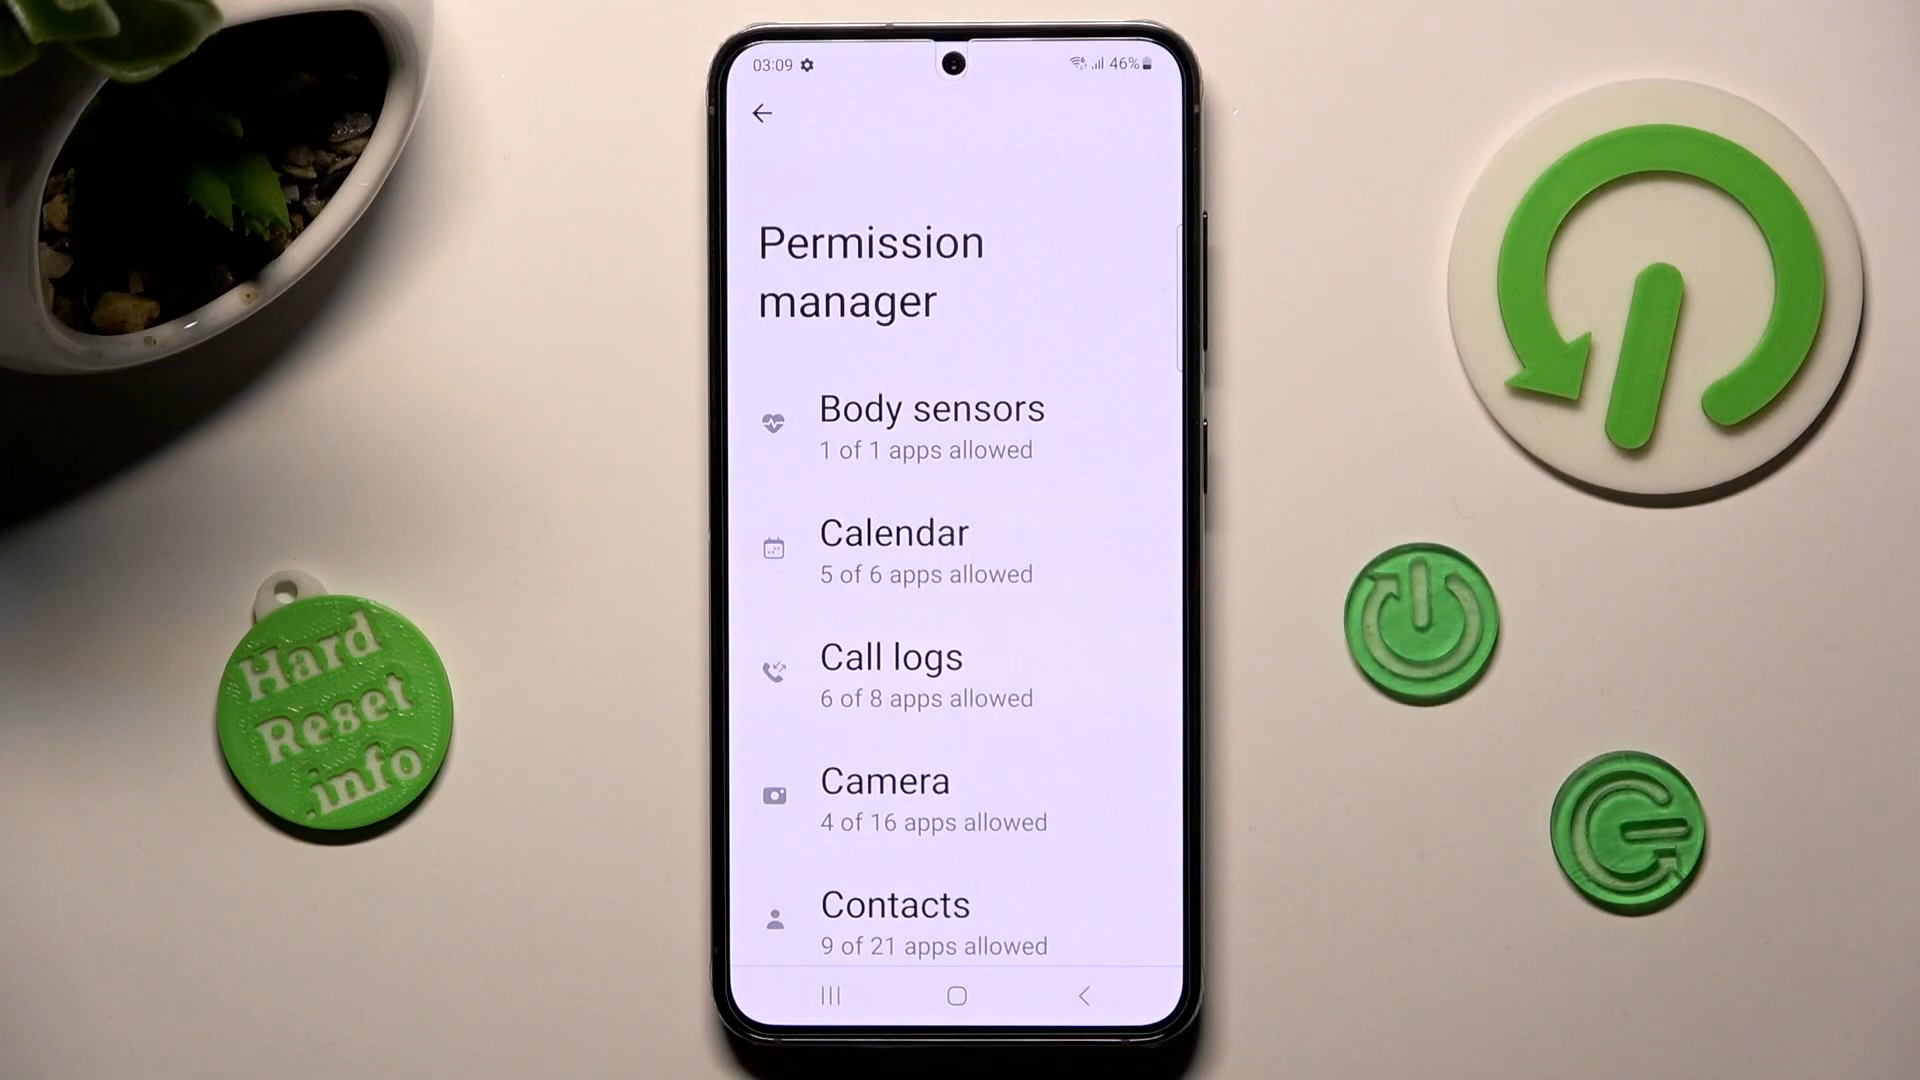 03:09
46%
Permission
manager
Body sensors
1 of 1 apps allowed
Calendar
5 of 6 apps allowed
Call logs
6 of 8 apps allowed
Camera
4 of 16 apps allowed
Contacts
9 of 21 apps allowed
Hard
Reset
.info